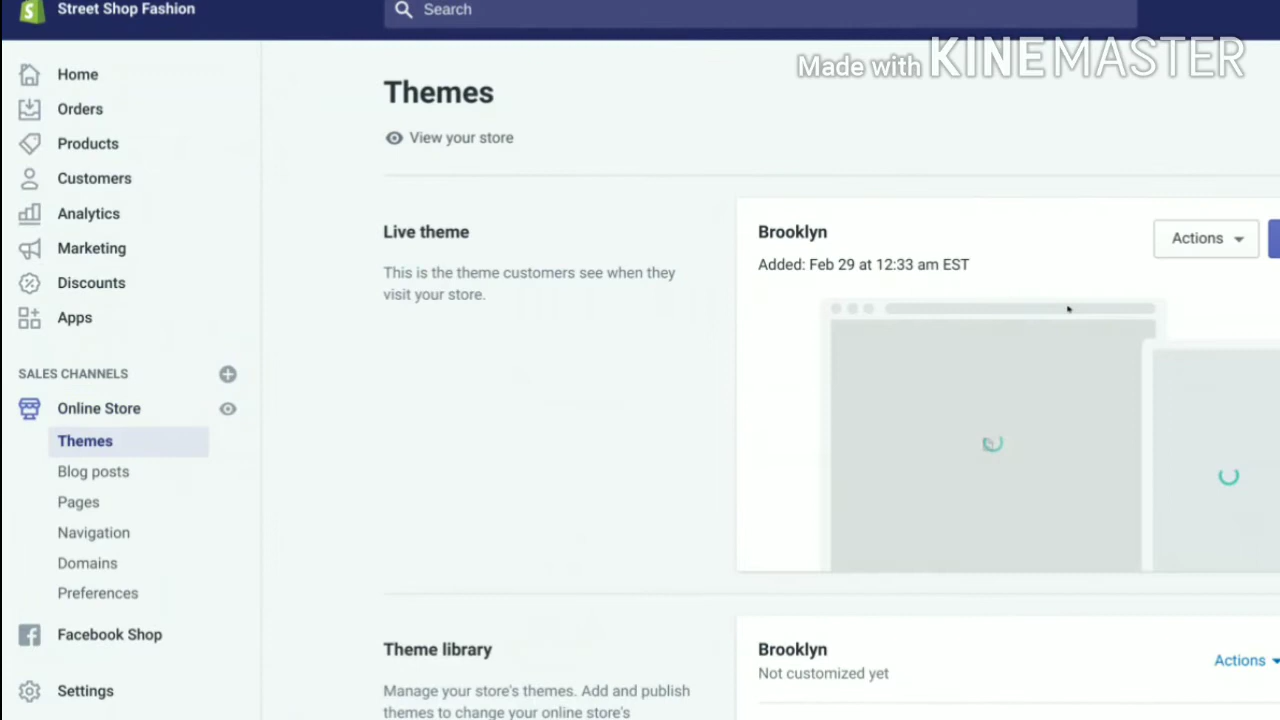 Street Shop Fashion
Search
Made with KINEMASTER
Home
Orders
Products
Customers
Analytics
Marketing
Discounts
Apps
SALES CHANNELS
Online Store
Themes
Blog posts
Pages
Navigation
Domains
Preferences
Facebook Shop
Settings
Themes
View your store
Live theme
This is the theme customers see when they
visit your store.
Brooklyn
Added: Feb 29 at 12:33 am EST
Actions
Theme library
Manage your store's themes. Add and publish
themes to change your online store's
Brooklyn
Not customized yet
Actions